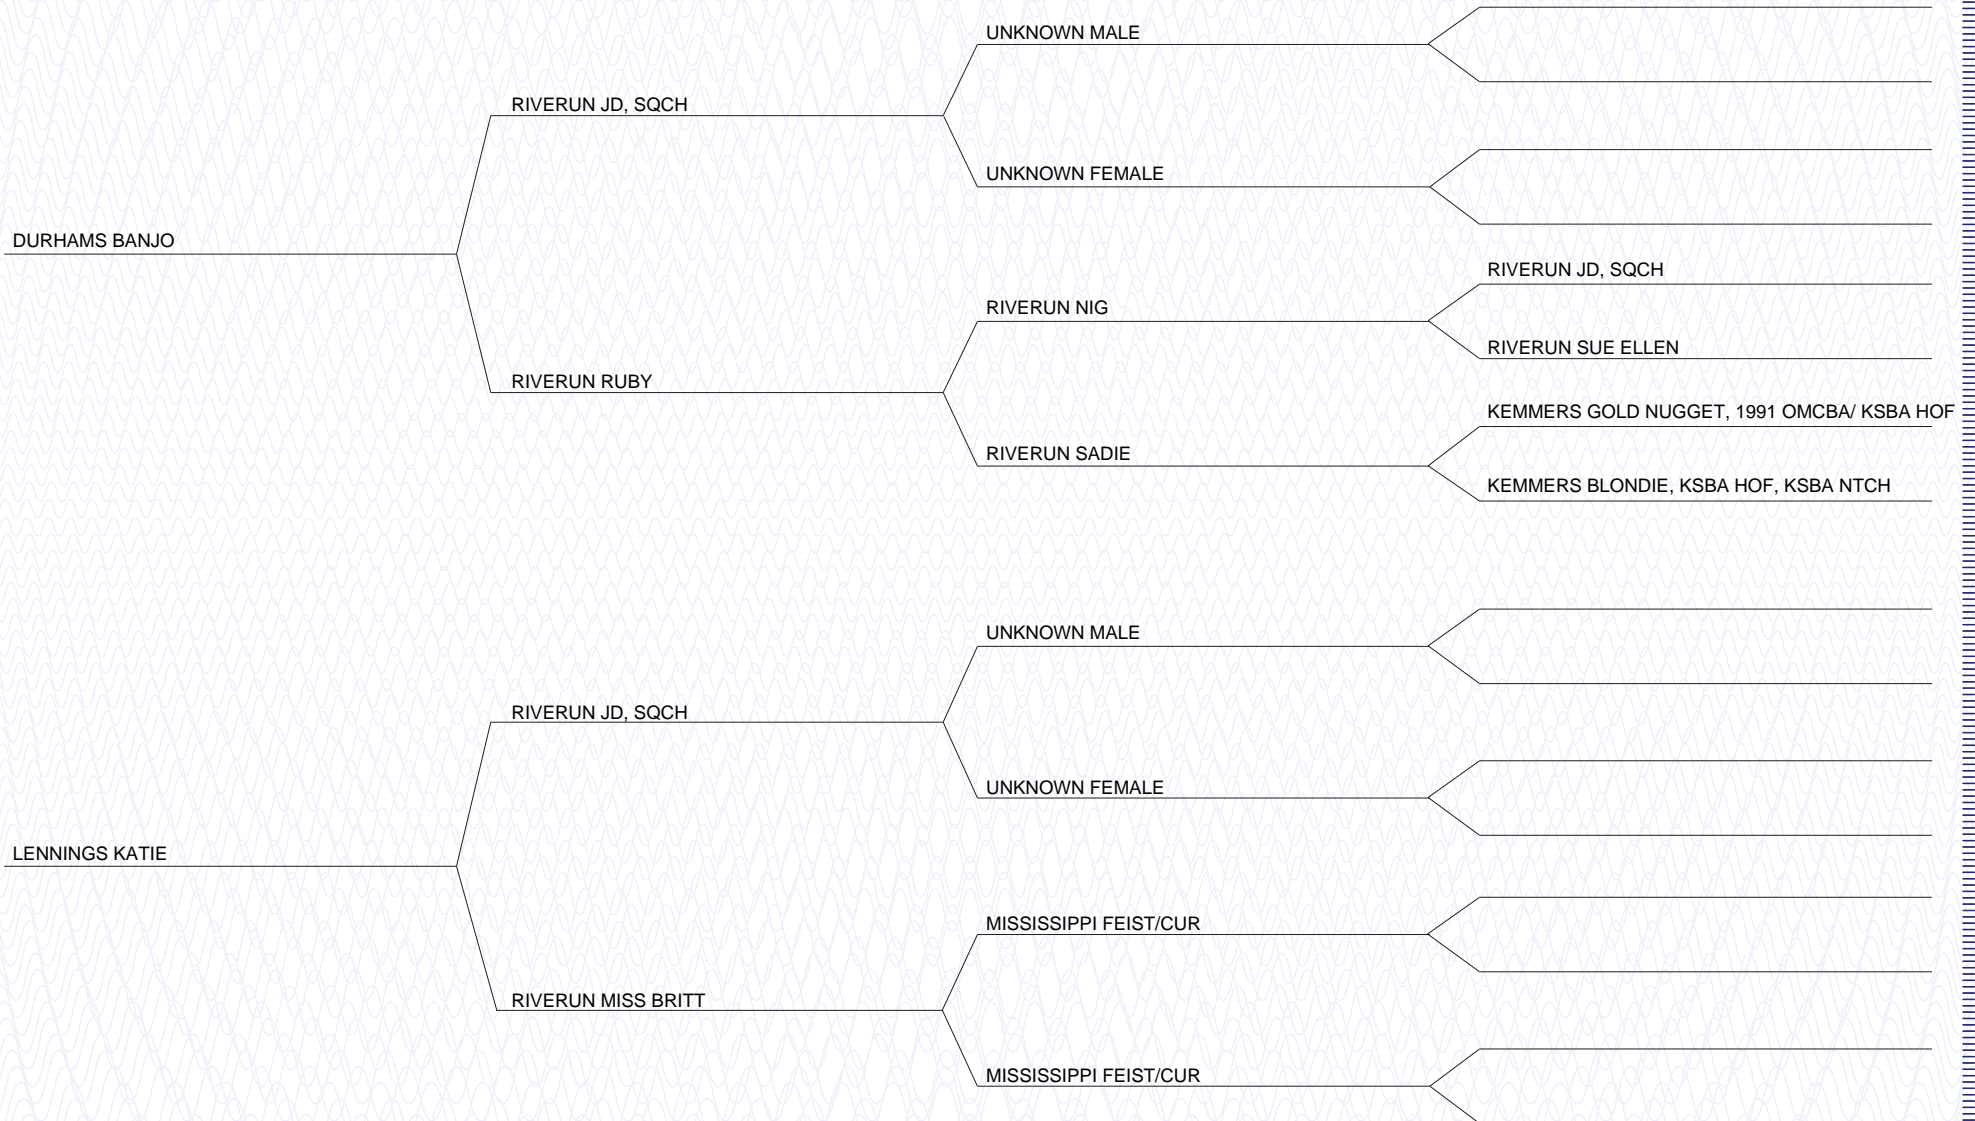 UNKNOWN MALE
RIVERUN JD, SQCH
UNKNOWN FEMALE
DURHAMS BANJO
RIVERUN JD, SQCH
RIVERUN NIG
RIVERUN SUE ELLEN
RIVERUN RUBY
KEMMERS GOLD NUGGET, 1991 OMCBA/ KSBA HOF
RIVERUN SADIE
KEMMERS BLONDIE, KSBA HOF, KSBA NTCH
UNKNOWN MALE
RIVERUN JD, SQCH
UNKNOWN FEMALE
LENNINGS KATIE
MISSISSIPPI FEIST/CUR
RIVERUN MISS BRITT
MISSISSIPPI FEIST/CUR